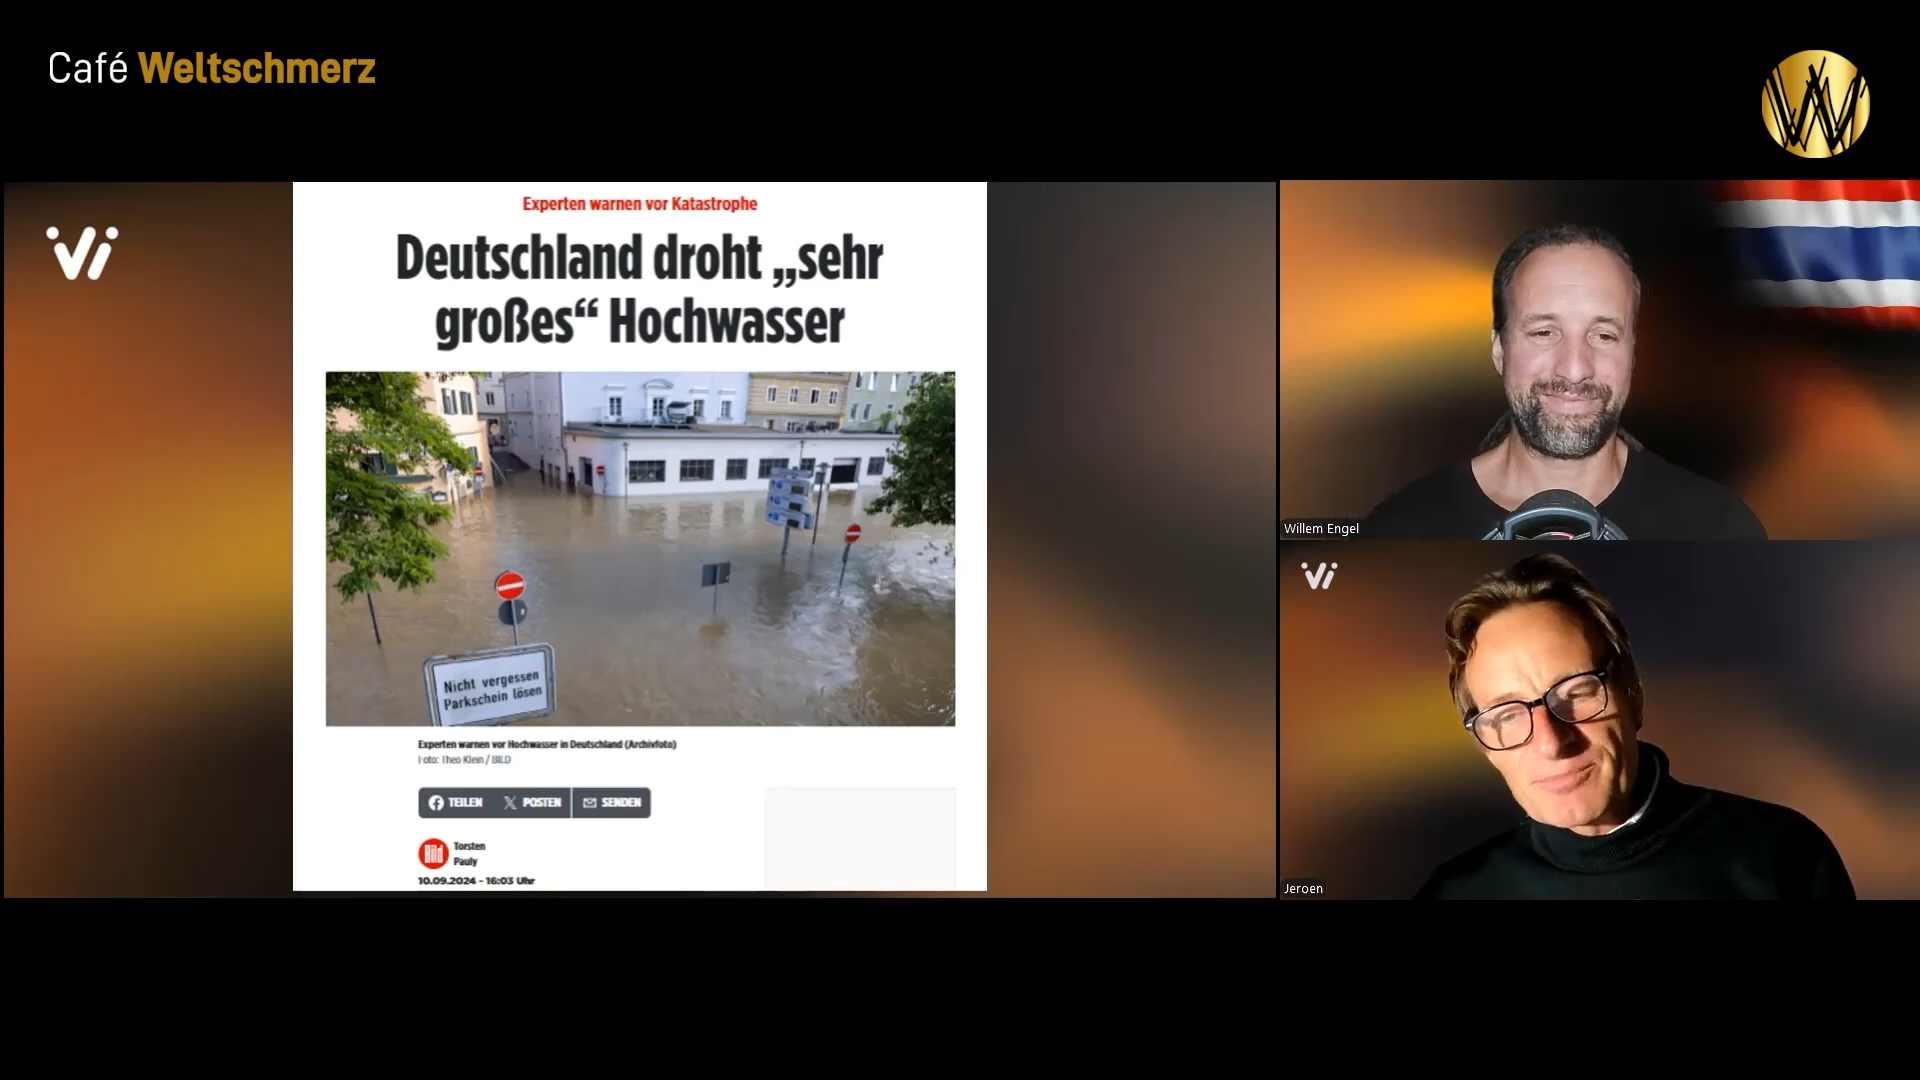 Café Weltschmerz
Experten warnen vor Katastrophe
Deutschland droht „sehr
großes“ Hochwasser
Nicht vergessen
Parkschein lösen
Experten warnen vor Hochwasser in Deutschland (Archivfoto)
Foto: Theo Klein / BILD
TEILEN
POSTEN
SENDEN
Bild
Torsten
Pauly
10.09.2024 - 16:03 Uhr
Willem Engel
Jeroen